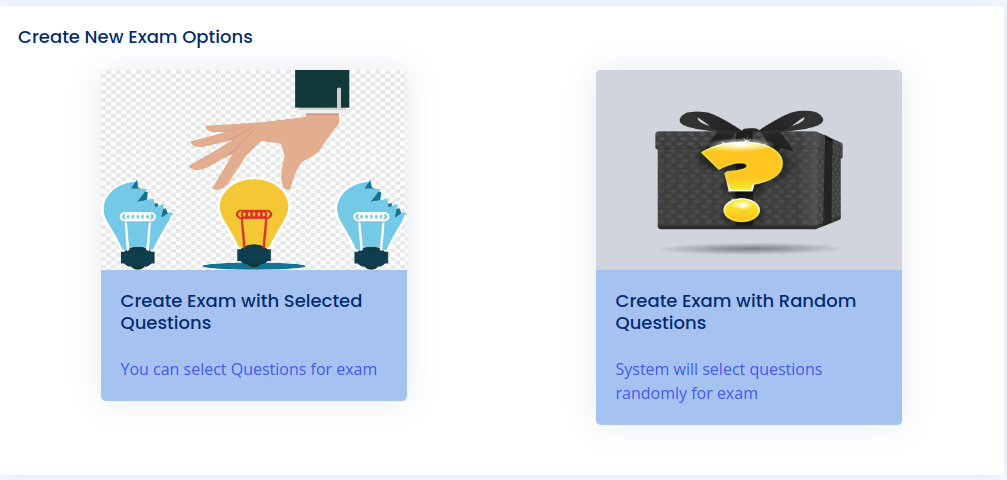 Create New Exam Options
Create Exam with Selected
Questions
You can select Questions for exam
Create Exam with Random
Questions
System will select questions
randomly for exam